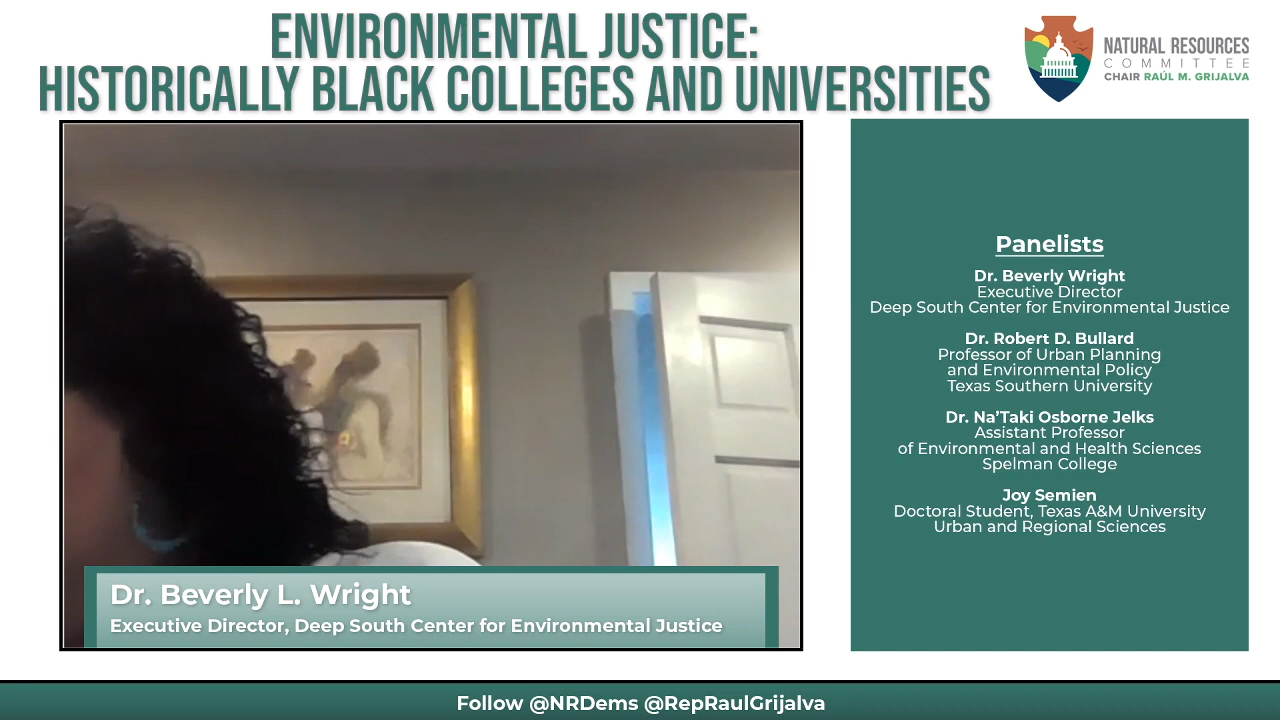 ENVIRONMENTAL JUSTICE:
HISTORICALLY BLACK COLLEGES AND UNIVERSITIES
NATURAL RESOURCES
COMMITTEE
CHAIR RAÚL M. GRIJALVA
Panelists
Dr. Beverly Wright
Executive Director
Deep South Center for Environmental Justice
Dr. Robert D. Bullard
Professor of Urban Planning
and Environmental Policy
Texas Southern University
Dr. Na'Taki Osborne Jelks
Assistant Professor
of Environmental and Health Sciences
Spelman College
Joy Semien
Doctoral Student, Texas A&M University
Urban and Regional Sciences
Dr. Beverly L. Wright
Executive Director, Deep South Center for Environmental Justice
Follow @NRDems @RepRaulGrijalva